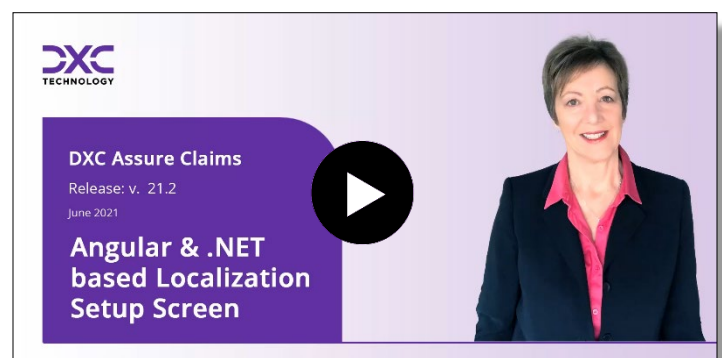 DXC
TECHNOLOGY
DXC Assure Claims
Release: v. 21.2
June 2021
Angular & .NET
based Localization
Setup Screen